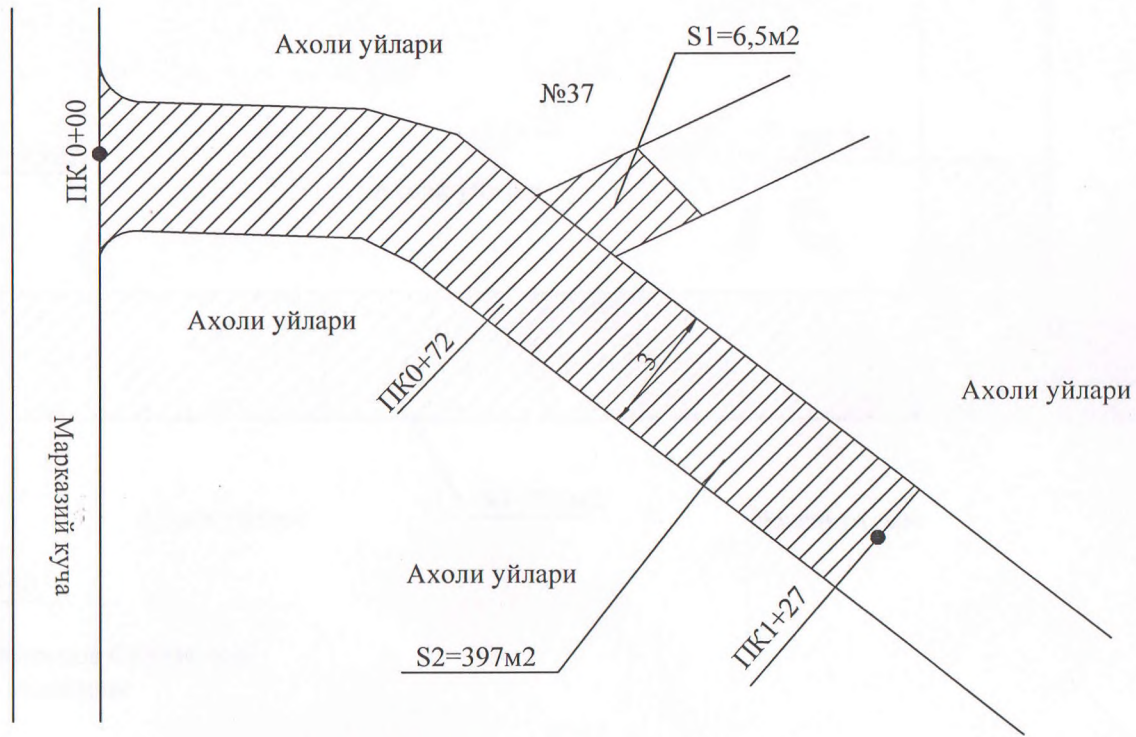 Ахоли уйлари
S1=6,5м2
№37
ПК 0+00
Ахоли уйлари
ПК0+72
3
Ахоли уйлари
Марказий куча
Ахоли уйлари
ПК1+27
S2=397м2